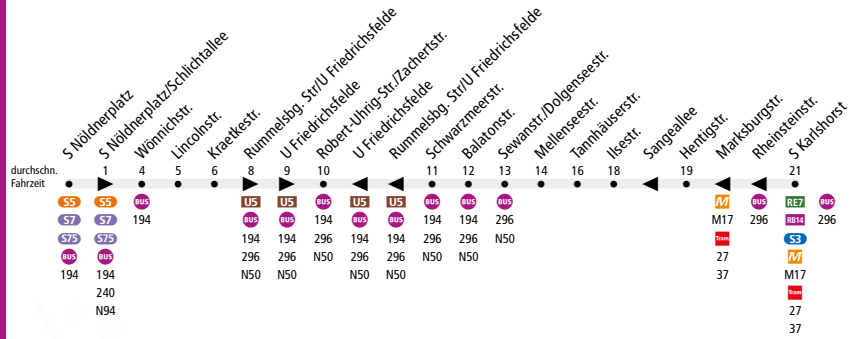 S Nöldnerplatz
S Nöldnerplatz/Schlichtallee
Wönnichstr.
Lincolnstr.
Kraetkestr.
Rummelsbg. Str/U Friedrichsfelde
U Friedrichsfelde
Robert-Uhrig-Str./Zachertstr.
U Friedrichsfelde
Rummelsbg. Str/U Friedrichsfelde
Schwarzmeerstr.
Balatonstr.
Sewanstr./Dolgenseestr.
Mellenseestr.
Tannhäuserstr.
Ilsestr.
Sangeallee
Hentigstr.
Marksburgstr.
Rheinsteinstr.
S Karlshorst
durchschn. 1 4 5 6 8 9 10 11 12 13 14 16 18 19 21
Fahrzeit
S5 S5 BUS U5 U5 BUS U5 U5 BUS BUS BUS M BUS RE7 BUS
S7 S7 194 BUS BUS 194 BUS BUS 194 194 296 M17 296 RB14 296
S75 S75 194 194 296 194 194 296 296 N50 Tram S3
BUS BUS 296 296 N50 296 296 N50 N50 27 M
194 194 N50 N50 N50 N50 37 M17
240 Tram
N94 27
37